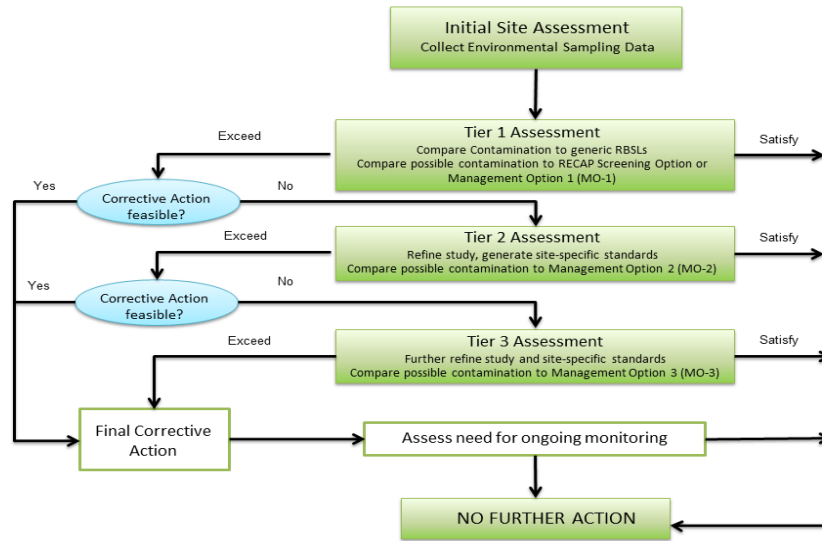 Initial Site Assessment
Collect Environmental Sampling Data
Exceed
Tier 1 Assessment
Compare Contamination to generic RBSLs
Compare possible contamination to RECAP Screening Option or
Management Option 1 (MO-1)
Satisfy
Yes
Corrective Action
feasible?
No
Exceed
Tier 2 Assessment
Refine study, generate site-specific standards
Compare possible contamination to Management Option 2 (MO-2)
Satisfy
Yes
Corrective Action
feasible?
No
Exceed
Tier 3 Assessment
Further refine study and site-specific standards
Compare possible contamination to Management Option 3 (MO-3)
Satisfy
Final Corrective
Action
Assess need for ongoing monitoring
NO FURTHER ACTION